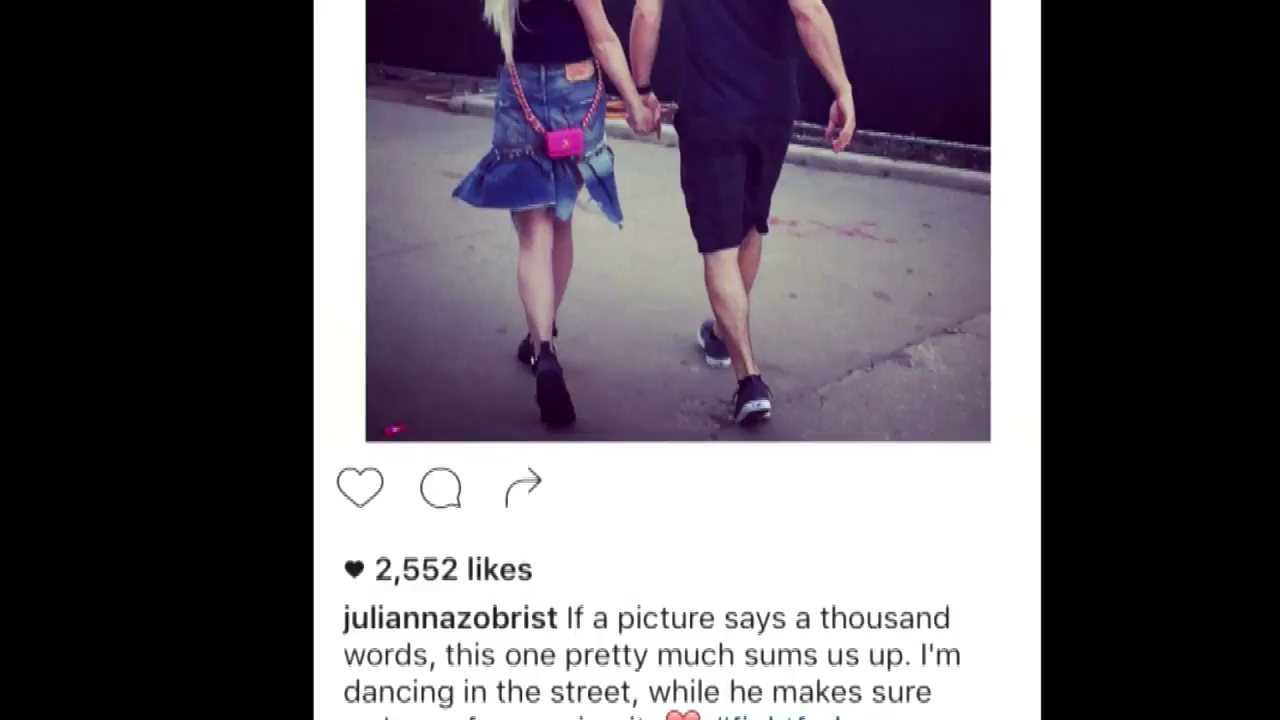 2,552 likes
juliannazobrist If a picture says a thousand
words, this one pretty much sums us up. I'm
dancing in the street, while he makes sure